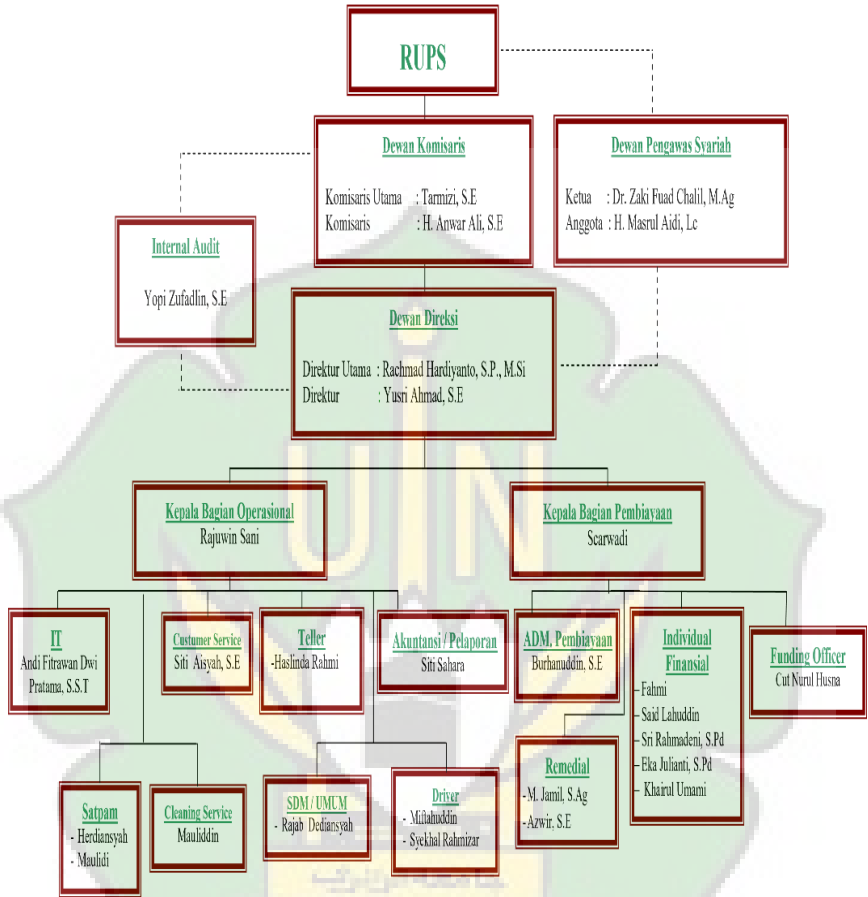 RUPS
Dewan Komisaris
Komisaris Utama : Tarmizi, S.E
Komisaris : H. Anwar Ali, S.E
Dewan Pengawas Syariah
Ketua : Dr. Zaki Fuad Chalil, M.Ag
Anggota : H. Masrul Aidi, Lc
Internal Audit
Yopi Zufadlin, S.E
Dewan Direksi
Direktur Utama : Rachmad Hardiyanto, S.P., M.Si
Direktur : Yusri Ahmad, S.E
Kepala Bagian Operasional
Rajuwin Sani
Kepala Bagian Pembiayaan
Scarwadi
IT
Andi Fitrawan Dwi
Pratama, S.S.T
Custumer Service
Siti Aisyah, S.E
Teller
-Haslinda Rahmi
Akuntansi / Pelaporan
Siti Sahara
ADM. Pembiayaan
Burhanuddin, S.E
Individual
Finansial
- Fahmi
- Said Lahuddin
- Sri Rahmadeni, S.Pd
- Eka Julianti, S.Pd
- Khairul Umami
Funding Officer
Cut Nurul Husna
Satpam
- Herdiansyah
- Maulidi
Cleaning Service
Mauliddin
SDM / UMUM
- Rajab Dediansyah
Driver
- Miftahuddin
- Syekhal Rahmizar
Remedial
- M. Jamil, S.Ag
- Azwir, S.E
UIN